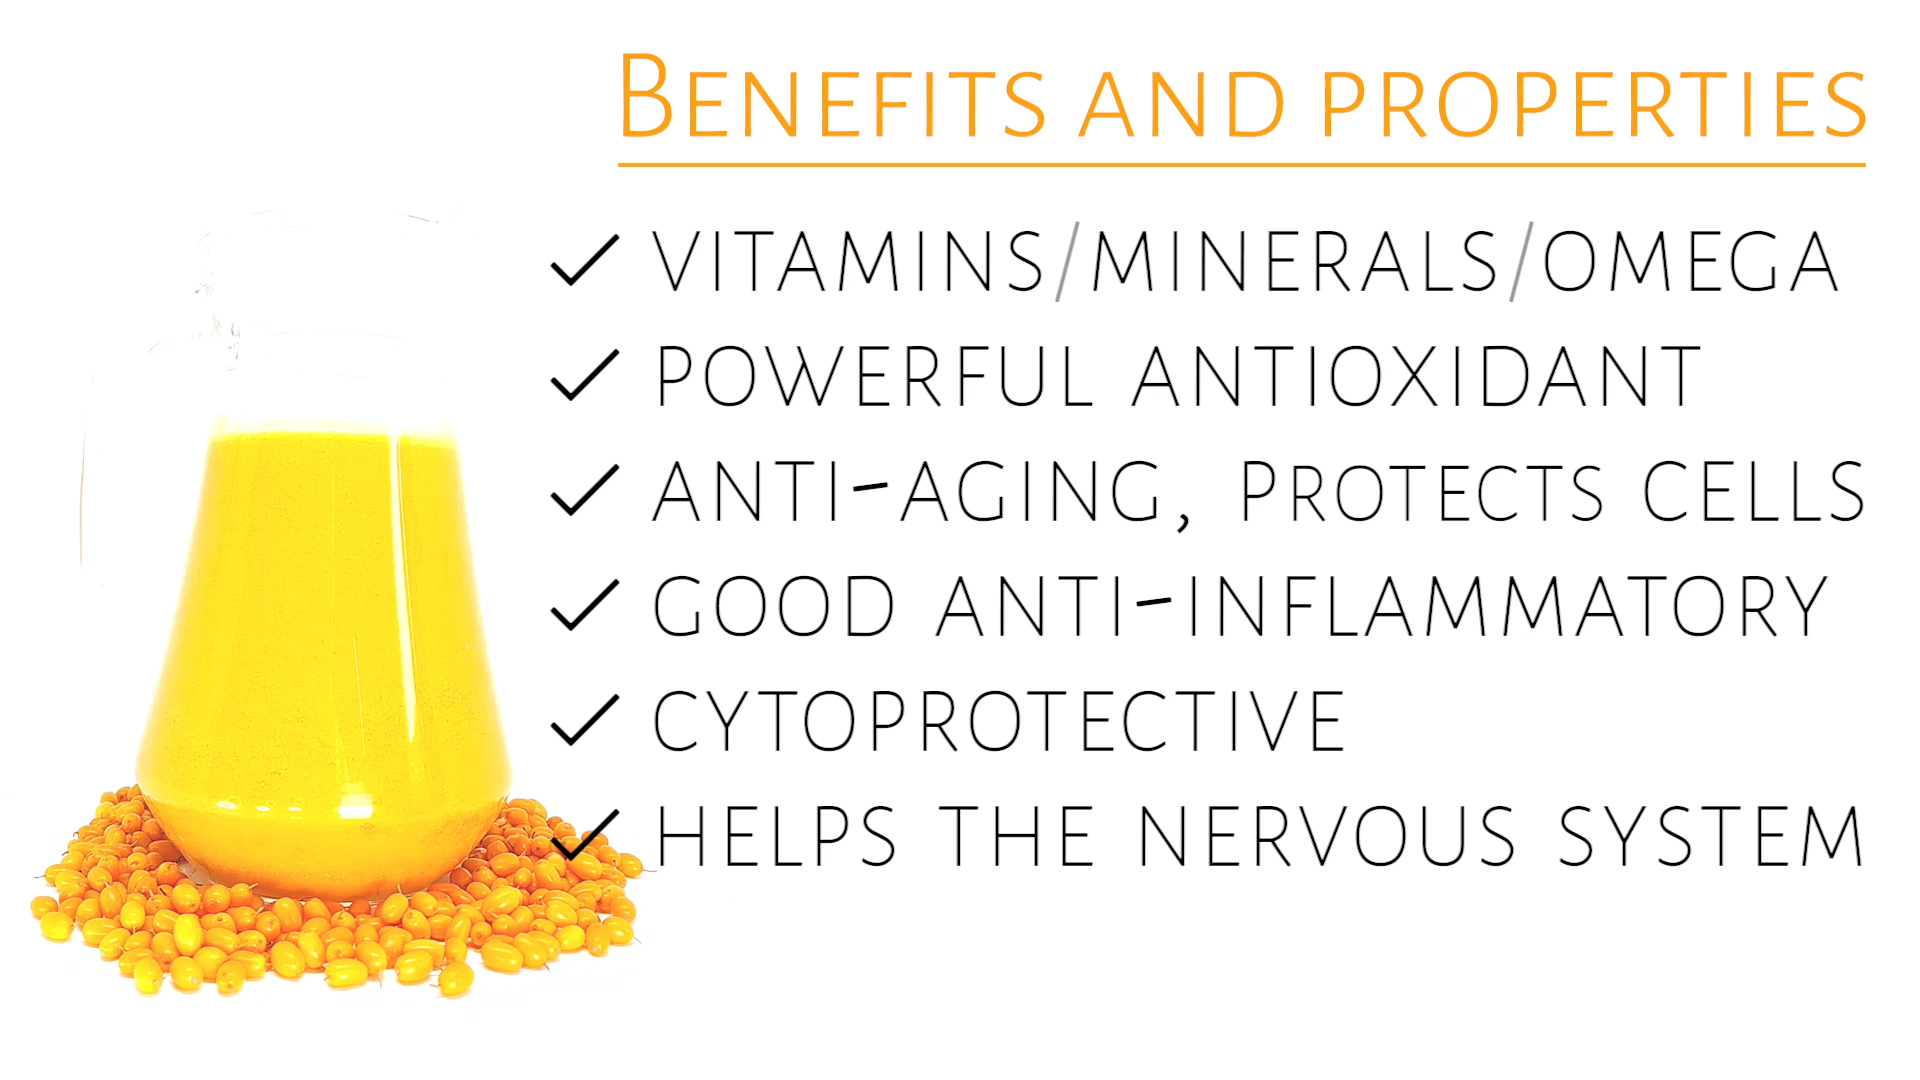 Benefits and properties
VITAMINS/MINERALS/OMEGA
POWERFUL ANTIOXIDANT
ANTI-AGING, Protects CELLS
GOOD ANTI-INFLAMMATORY
CYTOPROTECTIVE
HELPS THE NERVOUS SYSTEM